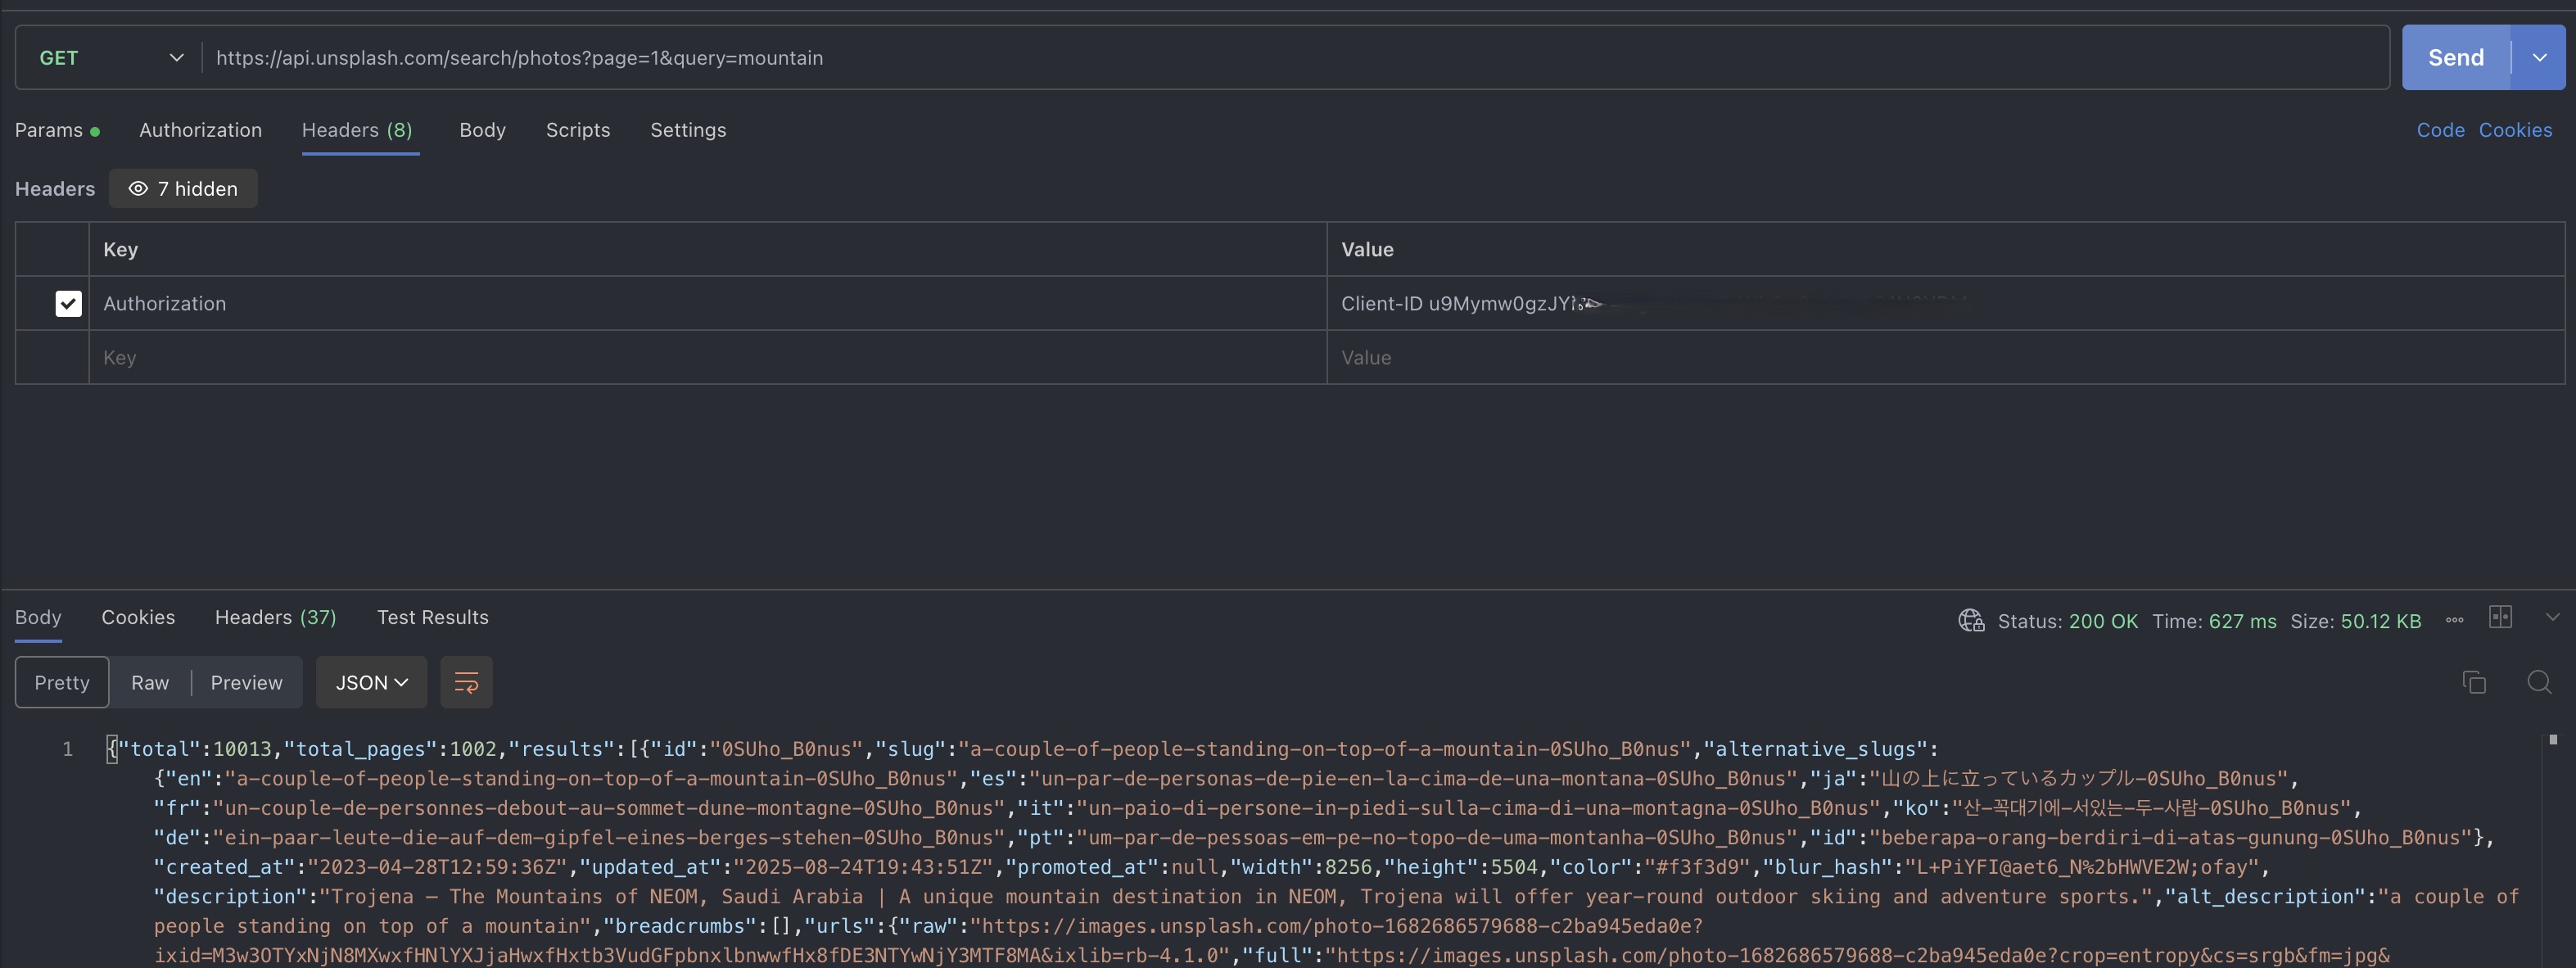 GET https://api.unsplash.com/search/photos?page=1&query=mountain Send
Params Authorization Headers (8) Body Scripts Settings Code Cookies
Headers 7 hidden
Key Value
Authorization Client-ID
Key Value
Body Cookies Headers (37) Test Results Status: 200 OK Time: 627 ms Size: 50.12 KB
Pretty Raw Preview JSON
1 {"total":10013,"total_pages":1002,"results":[{"id":"0SUho_B0nus","slug":"a-couple-of-people-standing-on-top-of-a-mountain-0SUho_B0nus","alternative_slugs":
{"en":"a-couple-of-people-standing-on-top-of-a-mountain-0SUho_B0nus","es":"un-par-de-personas-de-pie-en-la-cima-de-una-montana-0SUho_B0nus","ja":"山の上に立っているカップル-0SUho_B0nus",
"fr":"un-couple-de-personnes-debout-au-sommet-dune-montagne-0SUho_B0nus","it":"un-paio-di-persone-in-piedi-sulla-cima-di-una-montagna-0SUho_B0nus","ko":"산-꼭대기에-서있는-두-사람-0SUho_B0nus",
"de":"ein-paar-leute-die-auf-dem-gipfel-eines-berges-stehen-0SUho_B0nus","pt":"um-par-de-pessoas-em-pe-no-topo-de-uma-montanha-0SUho_B0nus","id":"beberapa-orang-berdiri-di-atas-gunung-0SUho_B0nus"},
"created_at":"2023-04-28T12:59:36Z","updated_at":"2025-08-24T19:43:51Z","promoted_at":null,"width":8256,"height":5504,"color":"#f3f3d9","blur_hash":"L+PiYFI@aet6_N%2bHWVE2W;ofay",
"description":"Trojena – The Mountains of NEOM, Saudi Arabia | A unique mountain destination in NEOM, Trojena will offer year-round outdoor skiing and adventure sports.","alt_description":"a couple of
people standing on top of a mountain","breadcrumbs":[],"urls":{"raw":"https://images.unsplash.com/photo-1682686579688-c2ba945eda0e?
ixid=M3w3OTYxNjN8MXwxfHNlYXJjaHwxfHxtb3VudGFpbnxlbnwwfHx8fDE3NTYwNjY3MTF8MA&ixlib=rb-4.1.0","full":"https://images.unsplash.com/photo-1682686579688-c2ba945eda0e?crop=entropy&cs=srgb&fm=jpg&